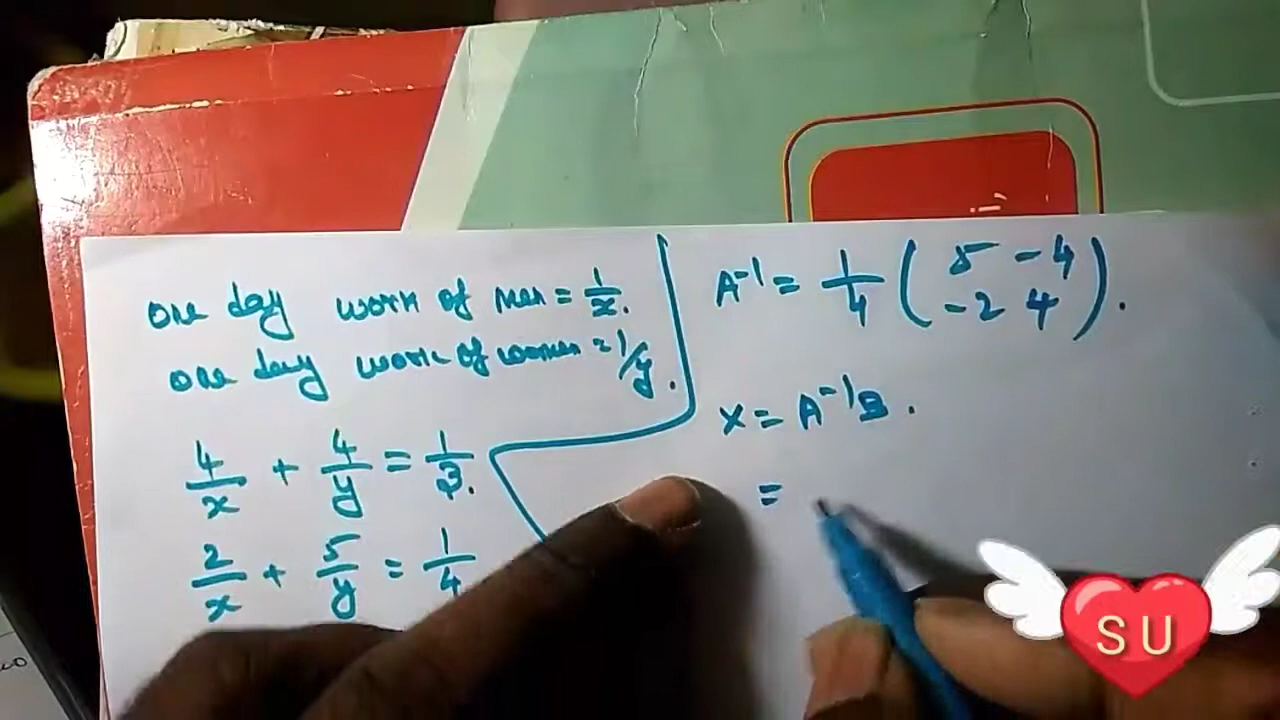 one day work of men = 1/x.
one day work of women = 1/y.
4/x + 4/y = 1/3.
2/x + 5/y = 1/4
A⁻¹ = 1/4 ( 5 -4
-2 4 ) .
X = A⁻¹B .
=
SU